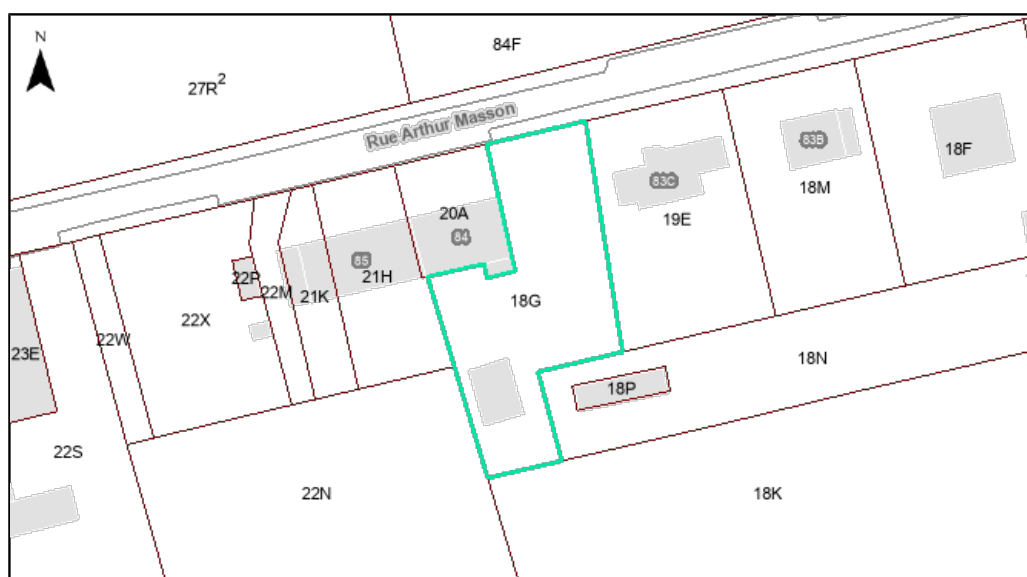 N
84F
27R²
Rue Arthur Masson
83B
18F
83C
18M
20A
19E
84
85
21H
22P
22M
21K
18G
22X
22W
23E
18N
18P
22S
22N
18K